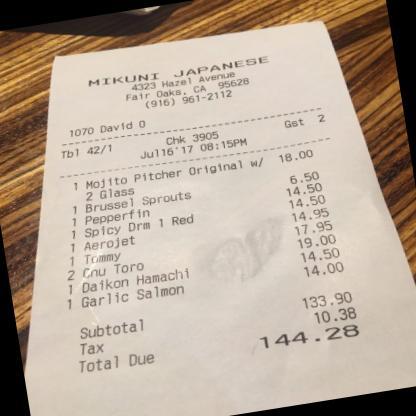 MIKUNI JAPANESE
4323 Hazel Avenue
Fair Oaks, CA 95628
(916) 961-2112
1070 David O
Tbl 42/1 Chk 3905 Gst 2
Jul16'17 08:15PM
1 Mojito Pitcher Original w/ 18.00
2 Glass
1 Brussel Sprouts 6.50
1 Pepperfin 14.50
1 Spicy Drm 1 Red 14.50
1 Aerojet 14.95
1 Tommy 17.95
2 Chu Toro 19.00
1 Daikon Hamachi 14.50
1 Garlic Salmon 14.00
Subtotal 133.90
Tax 10.38
Total Due 144.28